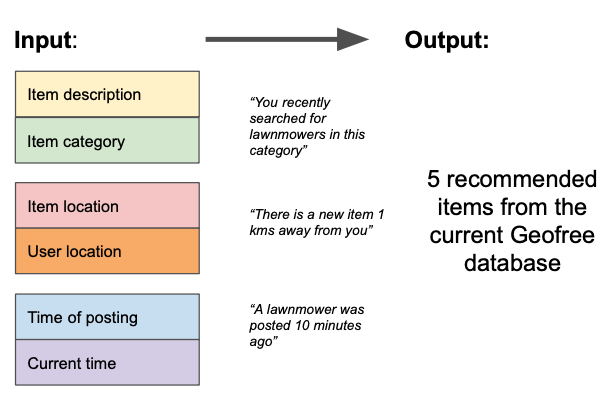 Input:
Output:
Item description
Item category
“You recently
searched for
lawnmowers in this
category”
Item location
User location
“There is a new item 1
kms away from you”
Time of posting
Current time
“A lawnmower was
posted 10 minutes
ago”
5 recommended
items from the
current Geofree
database